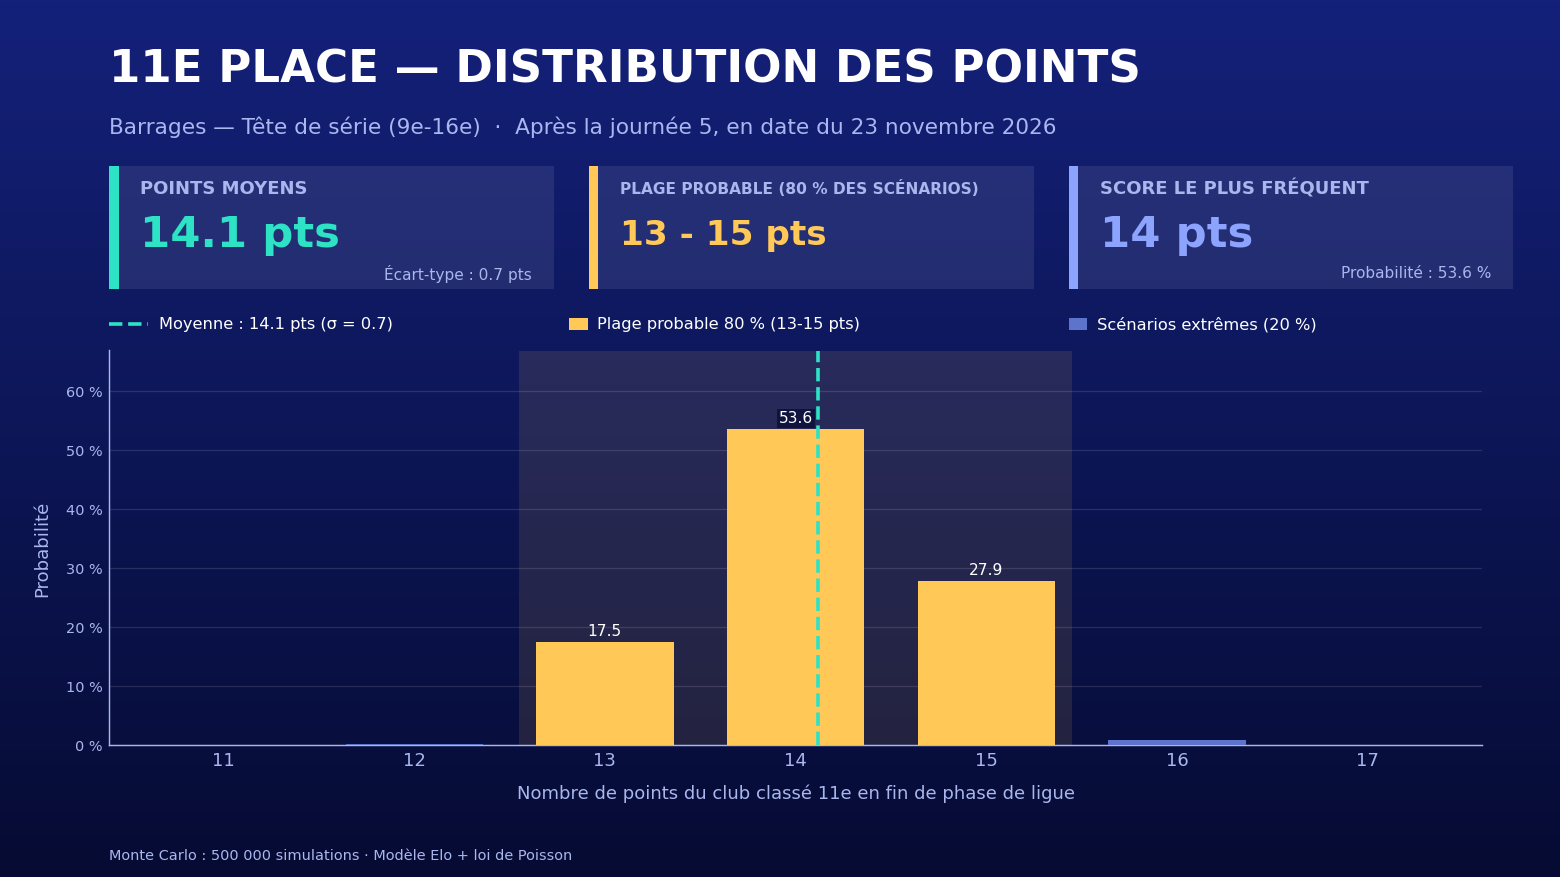 11E PLACE — DISTRIBUTION DES POINTS
Barrages — Tête de série (9e-16e)  ·  Après la journée 5, en date du 23 novembre 2026
POINTS MOYENS
14.1 pts
Écart-type : 0.7 pts
PLAGE PROBABLE (80 % DES SCÉNARIOS)
13 - 15 pts
SCORE LE PLUS FRÉQUENT
14 pts
Probabilité : 53.6 %
Moyenne : 14.1 pts (σ = 0.7)
Plage probable 80 % (13-15 pts)
Scénarios extrêmes (20 %)
Probabilité
60 %
50 %
40 %
30 %
20 %
10 %
0 %
17.5
53.6
27.9
11
12
13
14
15
16
17
Nombre de points du club classé 11e en fin de phase de ligue
Monte Carlo : 500 000 simulations · Modèle Elo + loi de Poisson